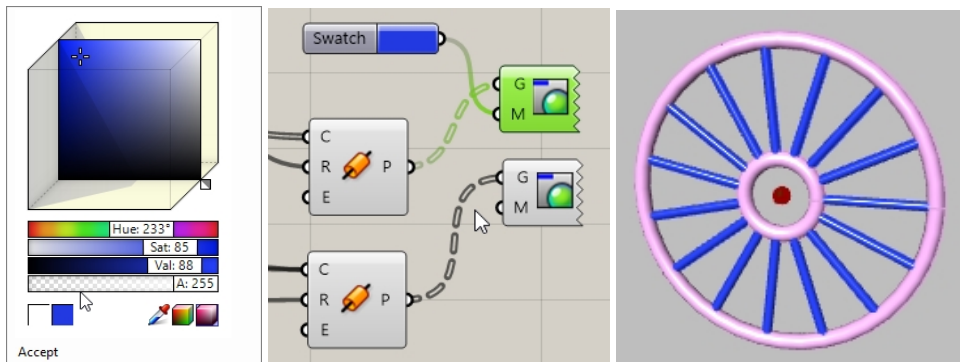 Hue: 233°
Sat: 85
Val: 88
A: 255
Accept
Swatch
G
M
C
R P
E
G
M
C
R P
E